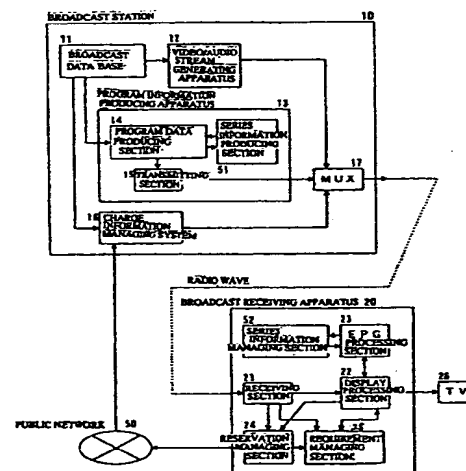 BROADCAST STATION 10
11
BROADCAST
DATA BASE
12
VIDEO/AUDIO
STREAM
GENERATING APPARATUS
PROGRAM INFORMATION
PRODUCING APPARATUS
13
14
PROGRAM DATA
PRODUCING
SECTION
SERIES
INFORMATION
PRODUCING
SECTION
51
15
SECTION
17
MUX
16
CHARGE
INFORMATION
MANAGING SYSTEM
RADIO WAVE
BROADCAST RECEIVING APPARATUS 20
52
SERIES
INFORMATION
MANAGING SECTION
23
EPG
PROCESSING
SECTION
21
RECEIVING
SECTION
22
DISPLAY
PROCESSING
SECTION
26
TV
24
RESERVATION
MANAGING
SECTION
25
REQUIREMENT
MANAGING
SECTION
PUBLIC NETWORK 50